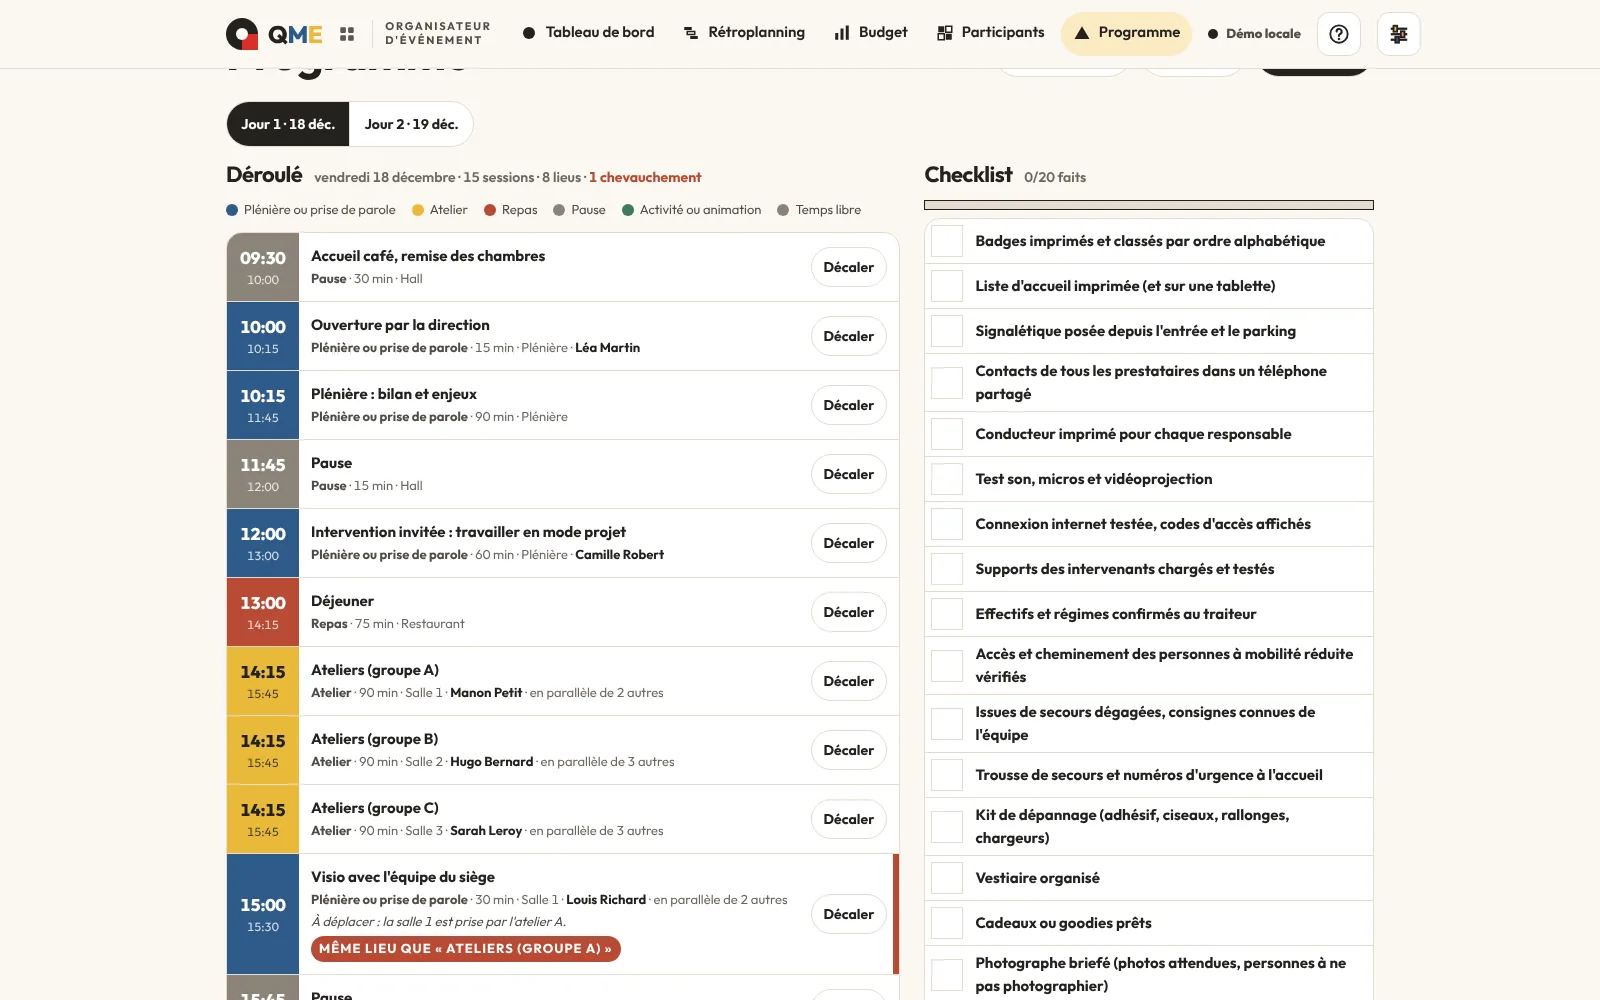 QME
ORGANISATEUR
D'ÉVÉNEMENT
Tableau de bord
Rétroplanning
Budget
Participants
Programme
Démo locale
Programme
Jour 1 · 18 déc.
Jour 2 · 19 déc.
Déroulé
vendredi 18 décembre · 15 sessions · 8 lieux · 1 chevauchement
Plénière ou prise de parole
Atelier
Repas
Pause
Activité ou animation
Temps libre
09:30
10:00
Accueil café, remise des chambres
Pause · 30 min · Hall
Décaler
10:00
10:15
Ouverture par la direction
Plénière ou prise de parole · 15 min · Plénière · Léa Martin
Décaler
10:15
11:45
Plénière : bilan et enjeux
Plénière ou prise de parole · 90 min · Plénière
Décaler
11:45
12:00
Pause
Pause · 15 min · Hall
Décaler
12:00
13:00
Intervention invitée : travailler en mode projet
Plénière ou prise de parole · 60 min · Plénière · Camille Robert
Décaler
13:00
14:15
Déjeuner
Repas · 75 min · Restaurant
Décaler
14:15
15:45
Ateliers (groupe A)
Atelier · 90 min · Salle 1 · Manon Petit · en parallèle de 2 autres
Décaler
14:15
15:45
Ateliers (groupe B)
Atelier · 90 min · Salle 2 · Hugo Bernard · en parallèle de 3 autres
Décaler
14:15
15:45
Ateliers (groupe C)
Atelier · 90 min · Salle 3 · Sarah Leroy · en parallèle de 3 autres
Décaler
15:00
15:30
Visio avec l'équipe du siège
Plénière ou prise de parole · 30 min · Salle 1 · Louis Richard · en parallèle de 2 autres
À déplacer : la salle 1 est prise par l'atelier A.
MÊME LIEU QUE « ATELIERS (GROUPE A) »
Décaler
15:45
Pause
Checklist
0/20 faits
Badges imprimés et classés par ordre alphabétique
Liste d'accueil imprimée (et sur une tablette)
Signalétique posée depuis l'entrée et le parking
Contacts de tous les prestataires dans un téléphone
partagé
Conducteur imprimé pour chaque responsable
Test son, micros et vidéoprojection
Connexion internet testée, codes d'accès affichés
Supports des intervenants chargés et testés
Effectifs et régimes confirmés au traiteur
Accès et cheminement des personnes à mobilité réduite
vérifiés
Issues de secours dégagées, consignes connues de
l'équipe
Trousse de secours et numéros d'urgence à l'accueil
Kit de dépannage (adhésif, ciseaux, rallonges,
chargeurs)
Vestiaire organisé
Cadeaux ou goodies prêts
Photographe briefé (photos attendues, personnes à ne
pas photographier)